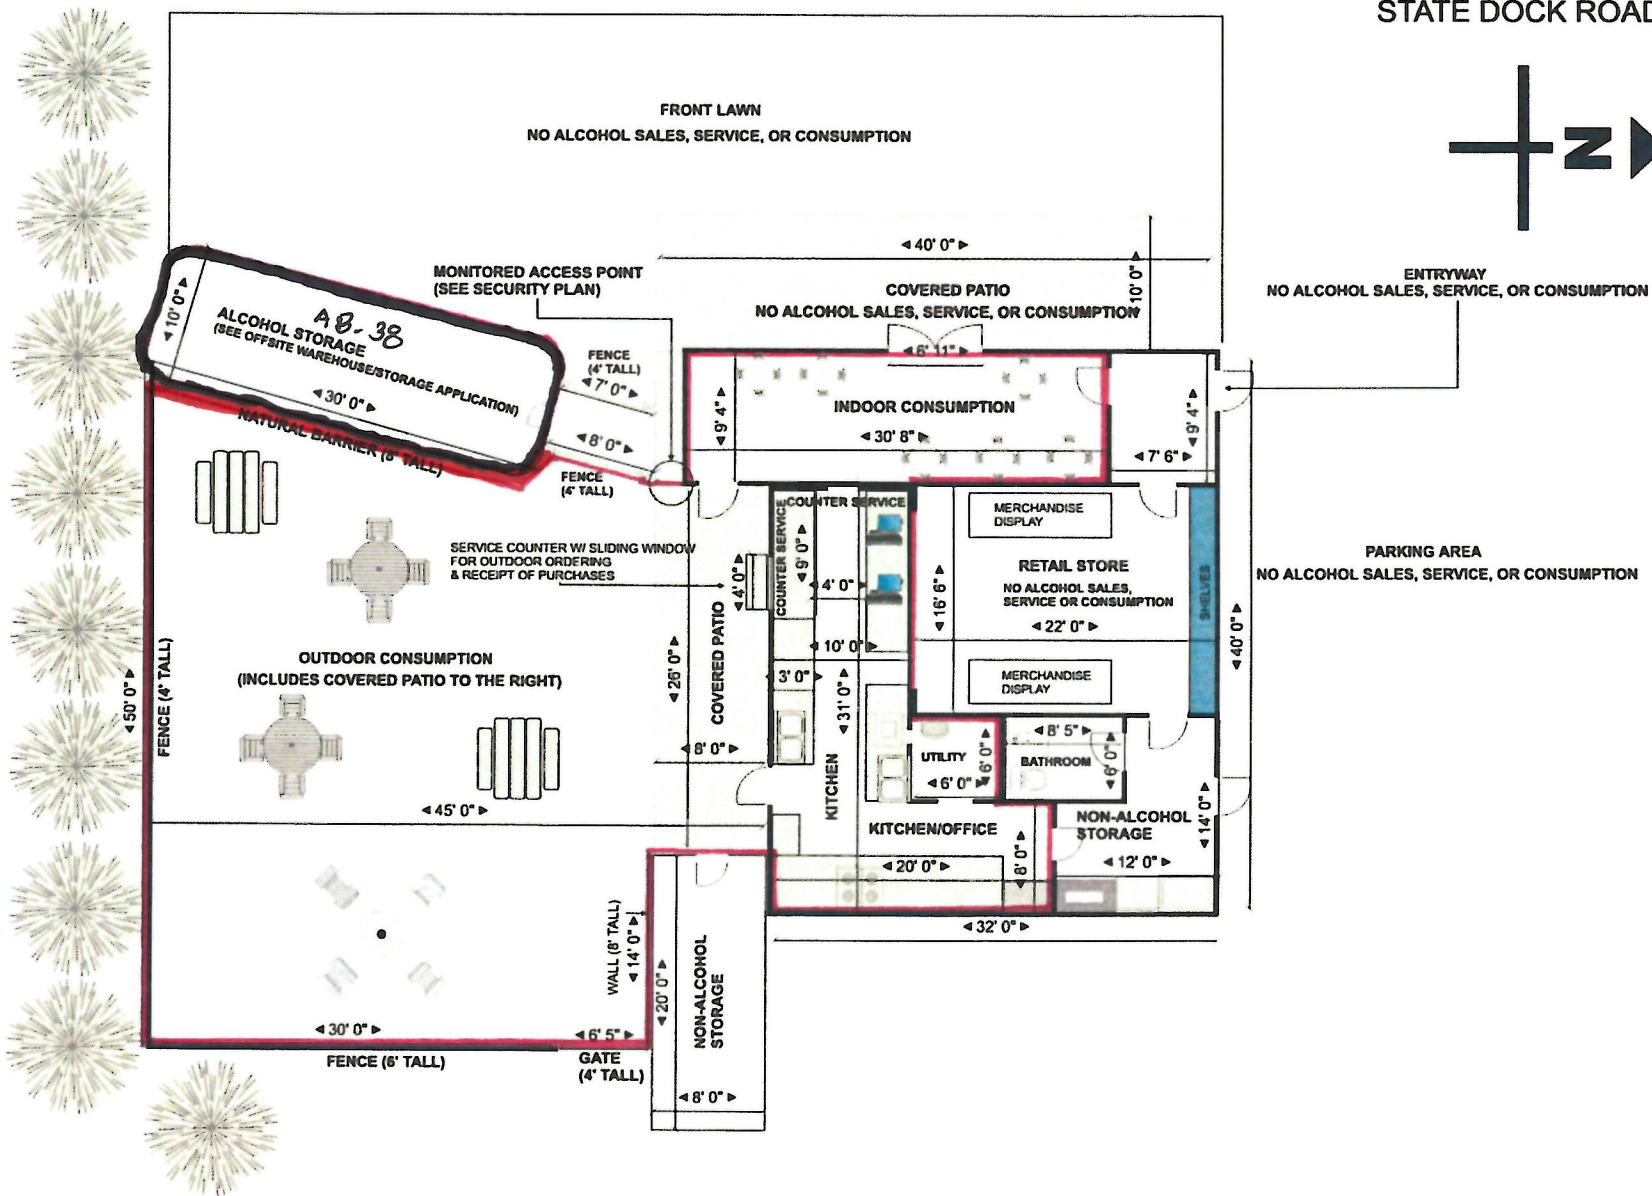 STATE DOCK ROAD
N
FRONT LAWN
NO ALCOHOL SALES, SERVICE, OR CONSUMPTION
40' 0"
10' 0"
MONITORED ACCESS POINT
(SEE SECURITY PLAN)
COVERED PATIO
NO ALCOHOL SALES, SERVICE, OR CONSUMPTION
ENTRYWAY
NO ALCOHOL SALES, SERVICE, OR CONSUMPTION
10' 0"
AB-38
ALCOHOL STORAGE
(SEE OFFSITE WAREHOUSE/STORAGE APPLICATION)
30' 0"
NATURAL BARRIER (8' TALL)
FENCE
(4' TALL)
7' 0"
8' 0"
FENCE
(4' TALL)
6' 11"
INDOOR CONSUMPTION
9' 4"
30' 8"
9' 4"
7' 6"
COUNTER SERVICE
COUNTER SERVICE
9' 0"
4' 0"
10' 0"
3' 0"
31' 0"
KITCHEN
SERVICE COUNTER W/ SLIDING WINDOW
FOR OUTDOOR ORDERING
& RECEIPT OF PURCHASES
4' 0"
COVERED PATIO
26' 0"
8' 0"
MERCHANDISE
DISPLAY
RETAIL STORE
NO ALCOHOL SALES,
SERVICE OR CONSUMPTION
16' 6"
22' 0"
MERCHANDISE
DISPLAY
SHELVES
40' 0"
PARKING AREA
NO ALCOHOL SALES, SERVICE, OR CONSUMPTION
OUTDOOR CONSUMPTION
(INCLUDES COVERED PATIO TO THE RIGHT)
50' 0"
FENCE (4' TALL)
45' 0"
UTILITY
6' 0"
6' 0"
8' 5"
BATHROOM
6' 0"
KITCHEN/OFFICE
20' 0"
8' 0"
NON-ALCOHOL
STORAGE
14' 0"
12' 0"
32' 0"
WALL (8' TALL)
14' 0"
20' 0"
NON-ALCOHOL
STORAGE
8' 0"
30' 0"
6' 5"
FENCE (6' TALL)
GATE
(4' TALL)